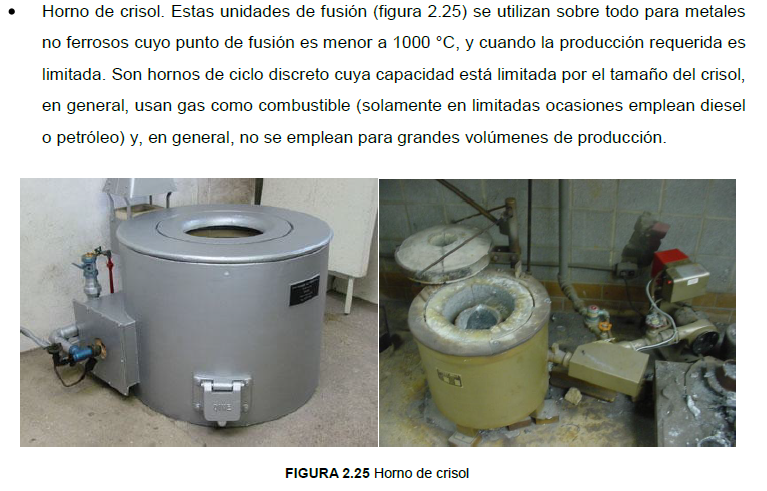 • Horno de crisol. Estas unidades de fusión (figura 2.25) se utilizan sobre todo para metales
no ferrosos cuyo punto de fusión es menor a 1000 °C, y cuando la producción requerida es
limitada. Son hornos de ciclo discreto cuya capacidad está limitada por el tamaño del crisol,
en general, usan gas como combustible (solamente en limitadas ocasiones emplean diesel
o petróleo) y, en general, no se emplean para grandes volúmenes de producción.
FIGURA 2.25 Horno de crisol